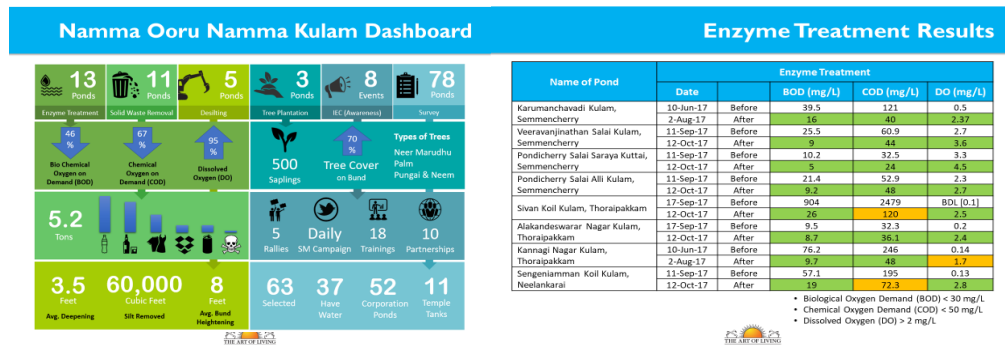 Namma Ooru Namma Kulam Dashboard
13 Ponds
11 Ponds
5 Ponds
3 Ponds
8 Events
78 Ponds
Enzyme Treatment
Solid Waste Removal
Desilting
Tree Plantation
IEC (Awareness)
Survey
46 %
67 %
95 %
Bio Chemical Oxygen on Demand (BOD)
Chemical Oxygen on Demand (COD)
Dissolved Oxygen (DO)
500
Saplings
70 %
Tree Cover
on Bund
Types of Trees
Neer Marudhu
Palm
Pungai & Neem
5.2
Tons
5
Rallies
Daily
SM Campaign
18
Trainings
10
Partnerships
3.5
Feet
Avg. Deepening
60,000
Cubic Feet
Silt Removed
8
Feet
Avg. Bund
Heightening
63
Selected
37
Have
Water
52
Corporation
Ponds
11
Temple
Tanks
THE ART OF LIVING
Enzyme Treatment Results
Name of Pond
Enzyme Treatment
Date
BOD (mg/L) COD (mg/L) DO (mg/L)
Karumanchavadi Kulam, 10-Jun-17 Before 39.5 121 0.5
Semmencherry 2-Aug-17 After 16 40 2.37
Veeravanjinathan Salai Kulam, 11-Sep-17 Before 25.5 60.9 2.7
Semmencherry 12-Oct-17 After 9 44 3.6
Pondicherry Salai Saraya Kuttai, 11-Sep-17 Before 10.2 32.5 3.3
Semmencherry 12-Oct-17 After 5 24 4.5
Pondicherry Salai Alli Kulam, 11-Sep-17 Before 21.4 52.9 2.3
Semmencherry 12-Oct-17 After 9.2 48 2.7
Sivan Koil Kulam, Thoraipakkam 17-Sep-17 Before 904 2479 BDL (0.1)
12-Oct-17 After 26 120 2.5
Alakandeswarar Nagar Kulam, 17-Sep-17 Before 9.5 32.3 0.2
Thoraipakkam 12-Oct-17 After 8.7 36.1 2.4
Kannagi Nagar Kulam, 10-Jun-17 Before 76.2 246 0.14
Thoraipakkam 2-Aug-17 After 9.7 48 1.7
Sengeniamman Koil Kulam, 11-Sep-17 Before 57.1 195 0.13
Neelankarai 12-Oct-17 After 19 72.3 2.8
• Biological Oxygen Demand (BOD) < 30 mg/L
• Chemical Oxygen Demand (COD) < 50 mg/L
• Dissolved Oxygen (DO) > 2 mg/L
THE ART OF LIVING